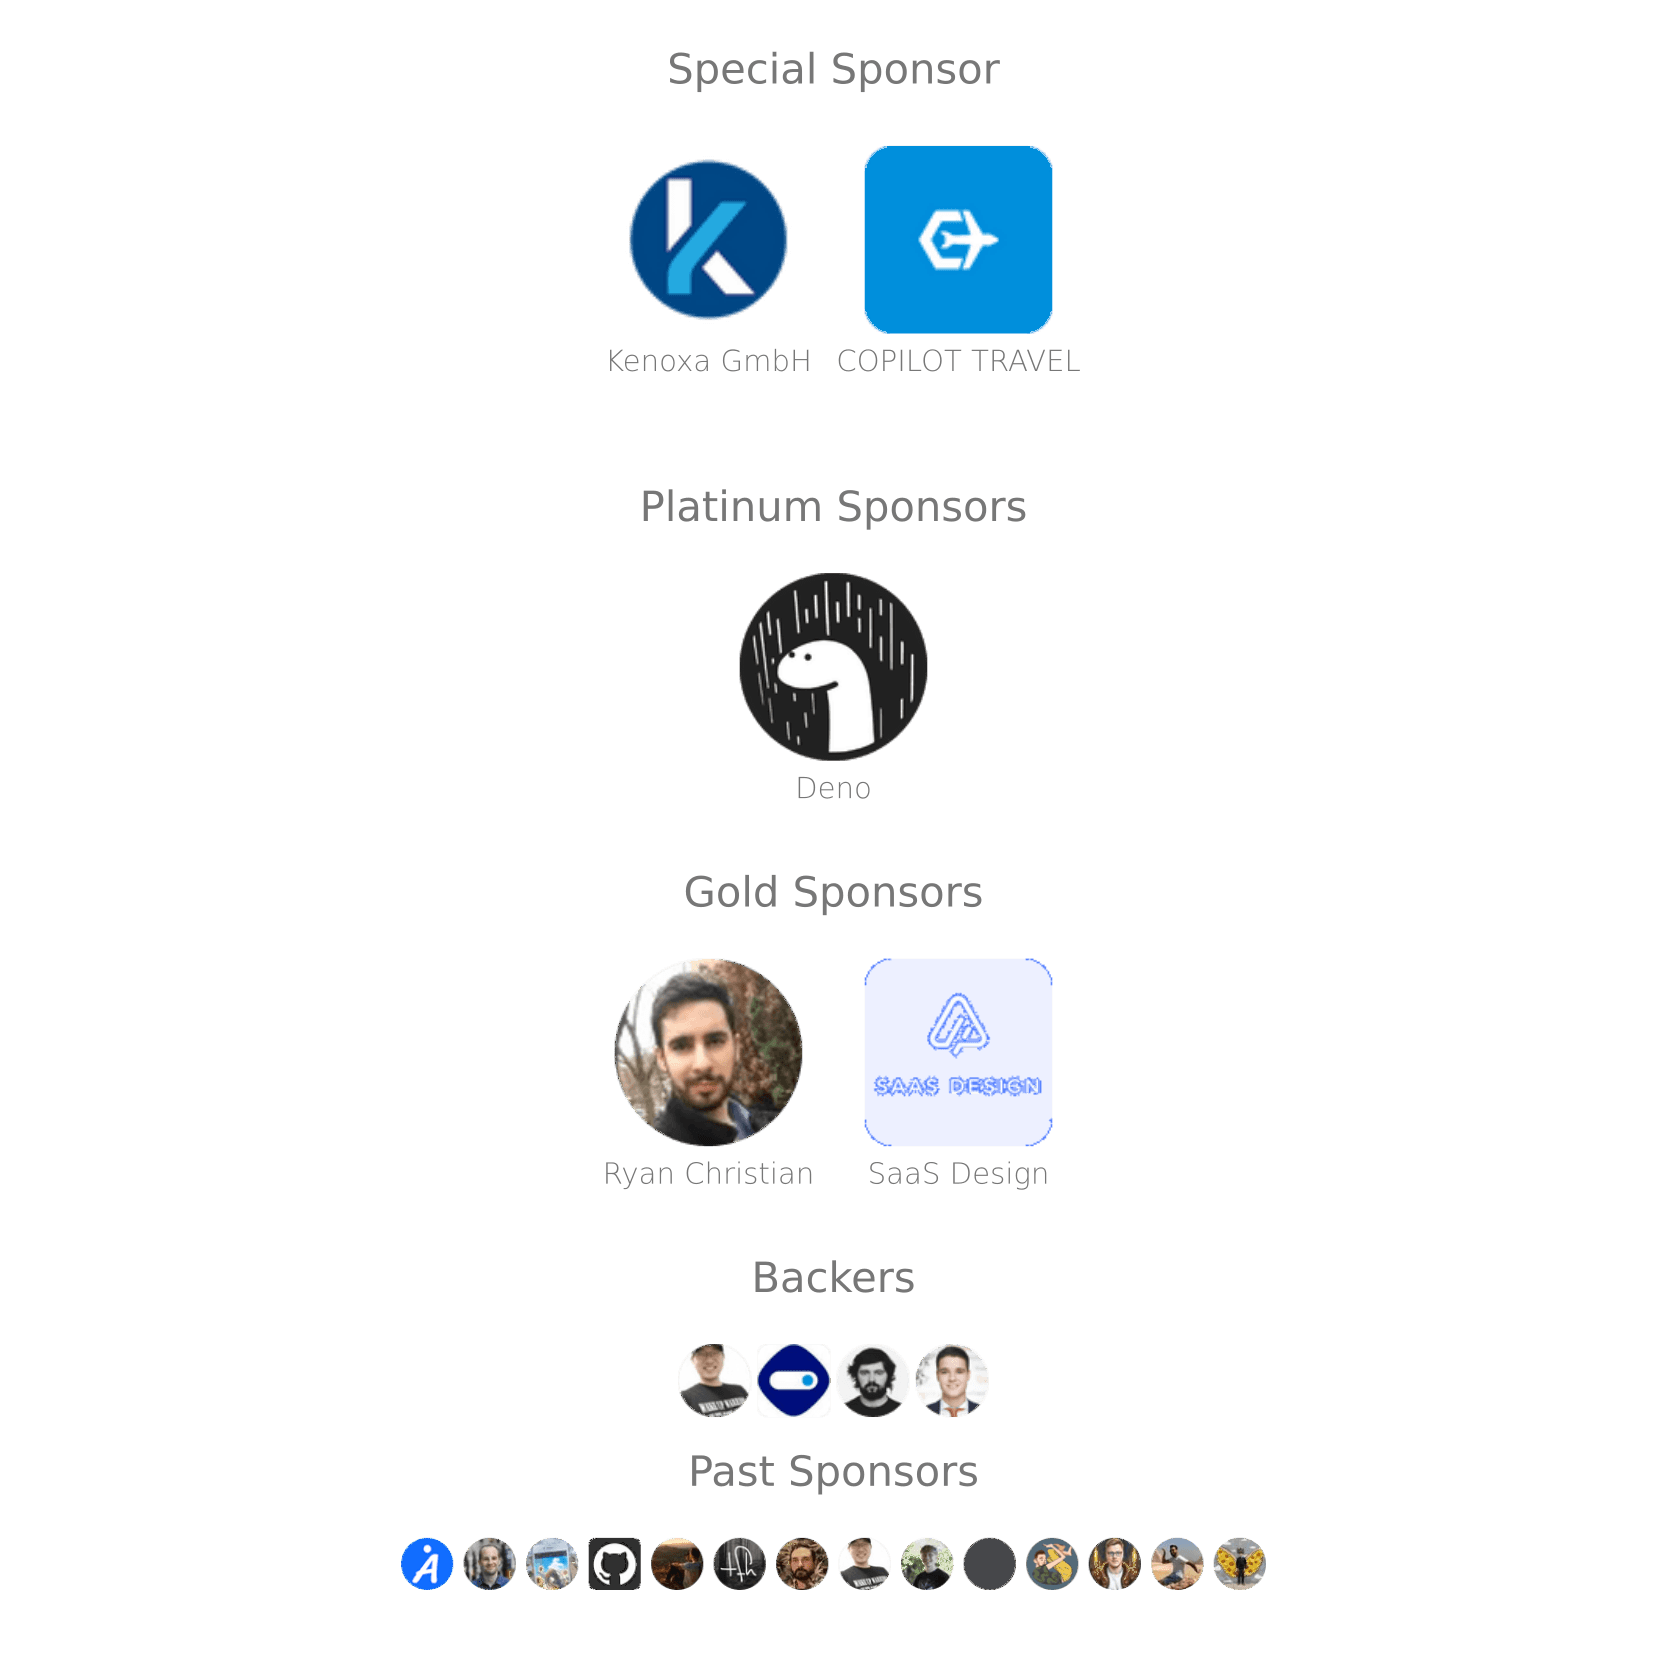 Special Sponsor
Kenoxa GmbH
COPILOT TRAVEL
Platinum Sponsors
Deno
Gold Sponsors
SAAS DESIGN
Ryan Christian
SaaS Design
Backers
Past Sponsors